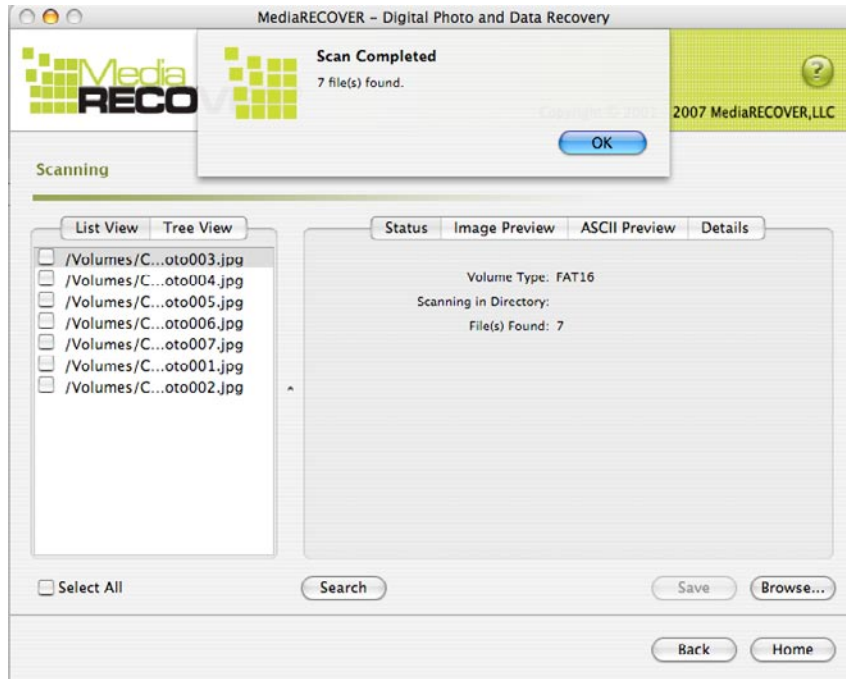 MediaRECOVER – Digital Photo and Data Recovery
Media
RECOV
Scan Completed
7 file(s) found.
OK
?
2007 MediaRECOVER,LLC
Scanning
List View Tree View
/Volumes/C...oto003.jpg
/Volumes/C...oto004.jpg
/Volumes/C...oto005.jpg
/Volumes/C...oto006.jpg
/Volumes/C...oto007.jpg
/Volumes/C...oto001.jpg
/Volumes/C...oto002.jpg
Status Image Preview ASCII Preview Details
Volume Type: FAT16
Scanning in Directory:
File(s) Found: 7
Select All
Search
Save
Browse...
Back
Home